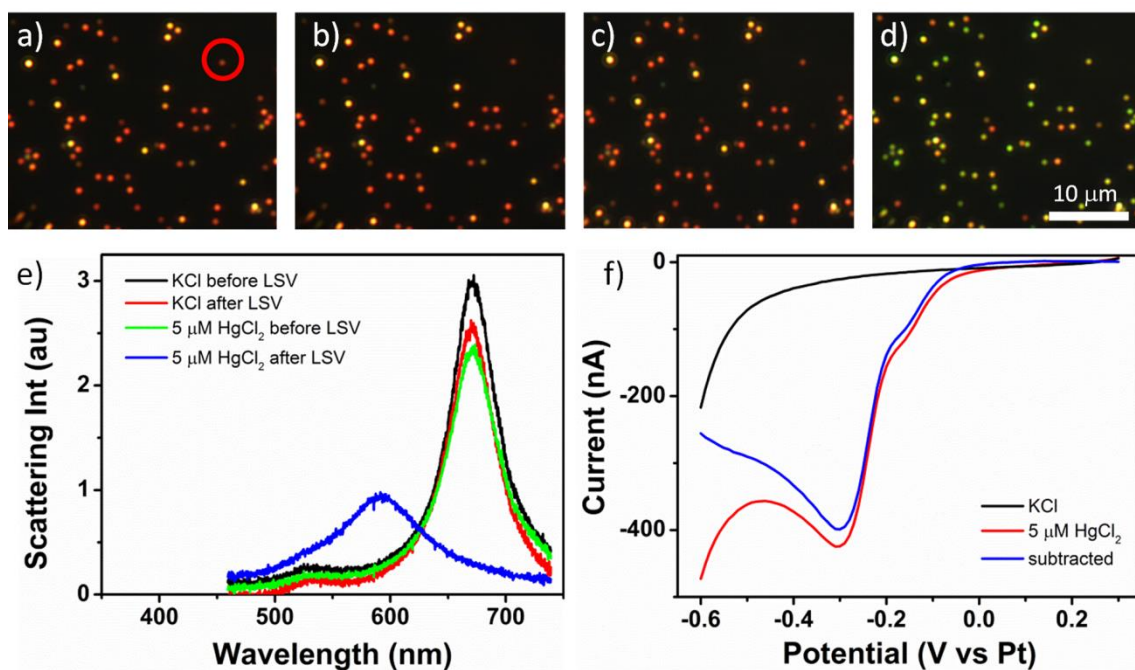 a)
b)
c)
d)
10 μm
e)
KCl before LSV
KCl after LSV
5 μM HgCl₂ before LSV
5 μM HgCl₂ after LSV
3
2
1
0
400
500
600
700
Scattering Int (au)
Wavelength (nm)
f)
0
-200
-400
-600
-0.6
-0.4
-0.2
0.0
0.2
KCl
5 μM HgCl₂
subtracted
Current (nA)
Potential (V vs Pt)